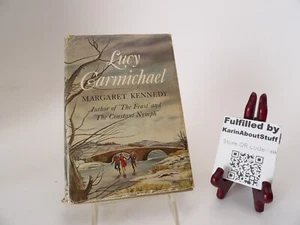 Lucy
Carmichael
MARGARET KENNEDY
Author of The Feast and
The Constant Nymph
Fulfilled by
KarinAboutStuff